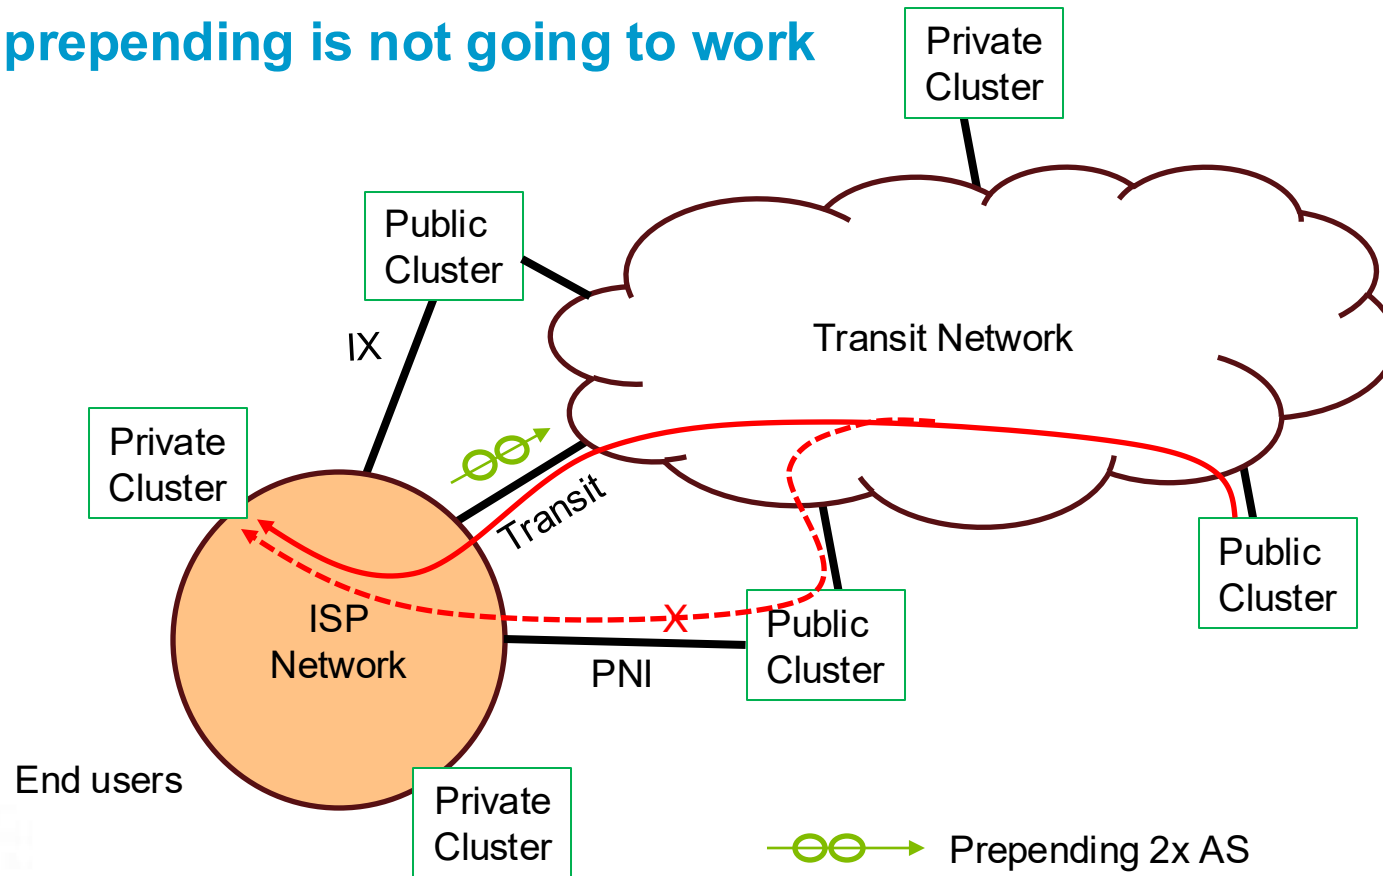 prepending is not going to work
Private
Cluster
Public
Cluster
IX
Transit Network
Private
Cluster
Transit
Public
Cluster
ISP
Network
X
Public
Cluster
PNI
End users
Private
Cluster
Prepending 2x AS